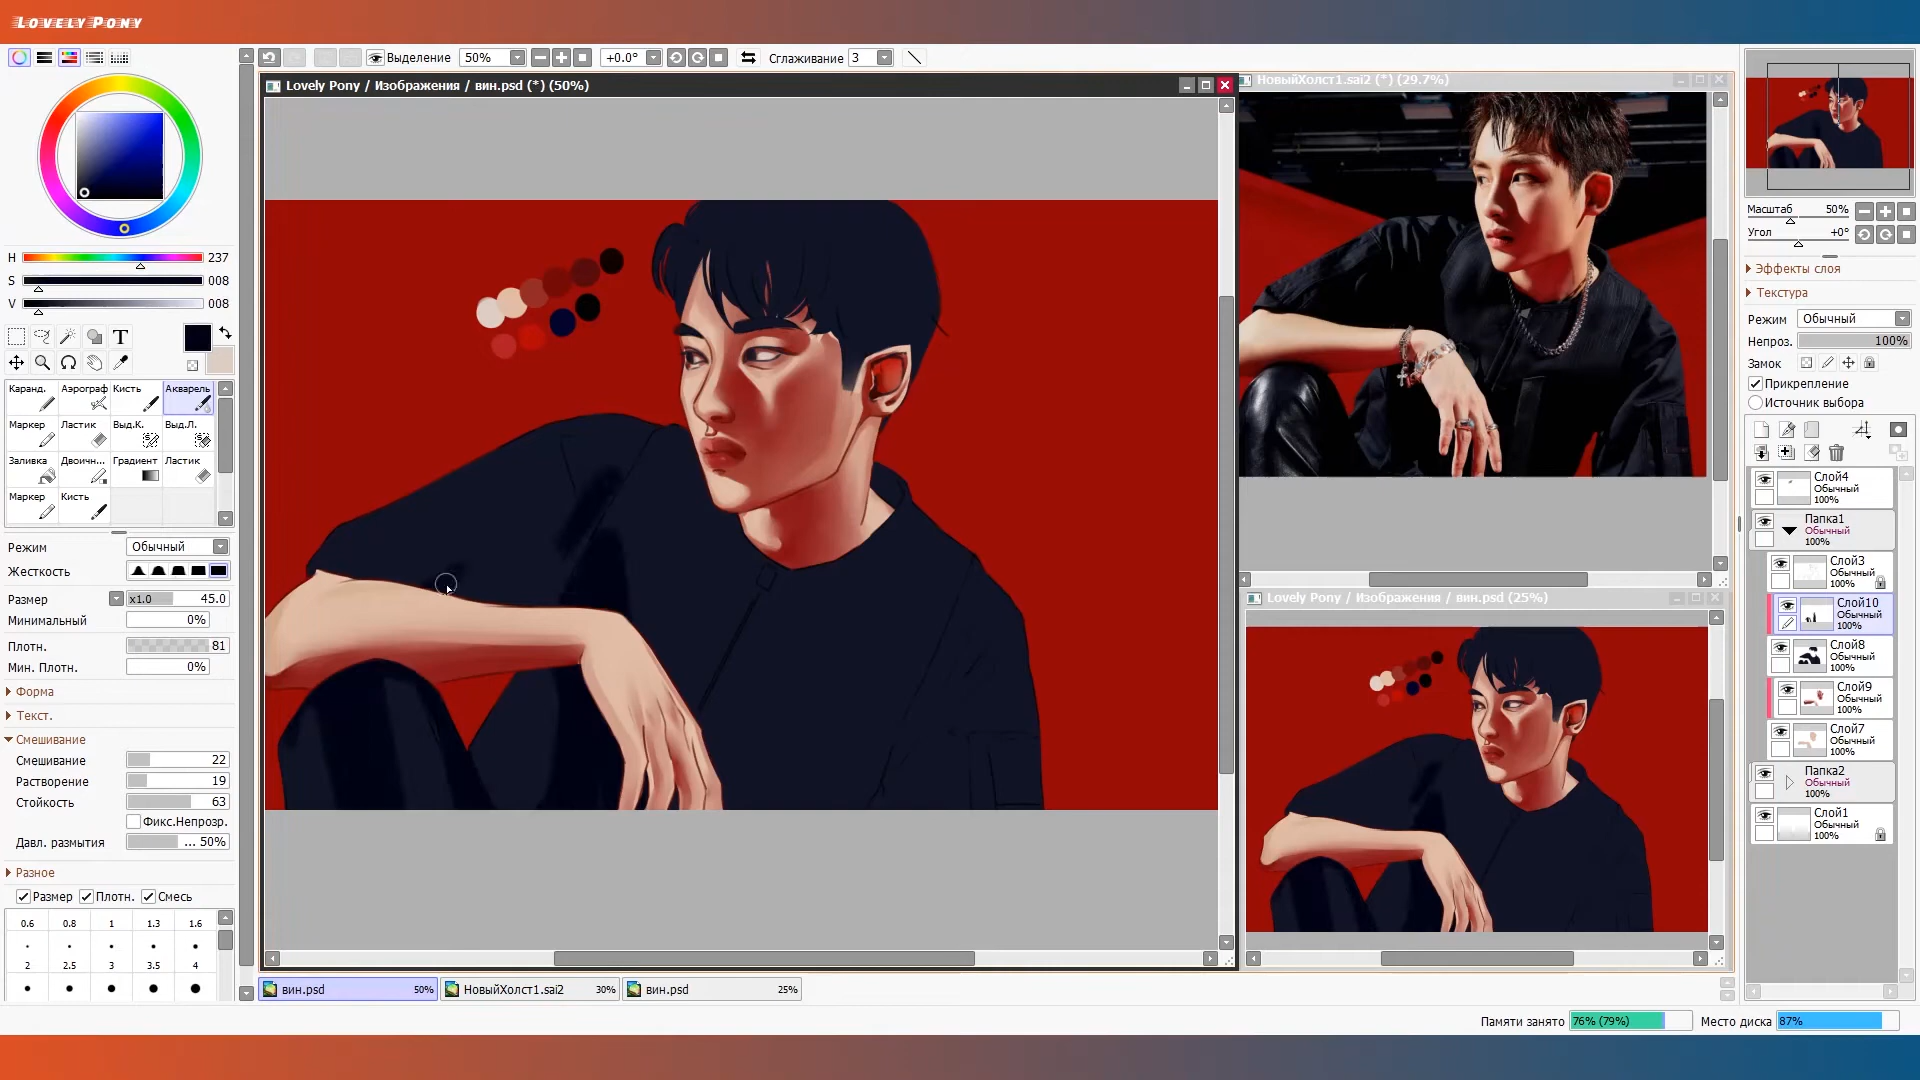 Lovely Pony
Выделение 50% +0.0° Сглаживание 3
Lovely Pony / Изображения / вин.psd (*) (50%)
НовыйХолст1.sai2 (*) (29.7%)
H 237
S 008
V 008
T
Каранд. Аэрограф Кисть Акварель
Маркер Ластик Выд.К. Выд.Л.
Заливка Двоичн... Градиент Ластик
Маркер Кисть
Режим Обычный
Жесткость
Размер x1.0 45.0
Минимальный 0%
Плотн. 81
Мин. Плотн. 0%
Форма
Текст.
Смешивание
Смешивание 22
Растворение 19
Стойкость 63
Фикс.Непрозр.
Давл. размытия ... 50%
Разное
Размер Плотн. Смесь
0.6 0.8 1 1.3 1.6
2 2.5 3 3.5 4
Lovely Pony / Изображения / вин.psd (25%)
вин.psd 50%
НовыйХолст1.sai2 30%
вин.psd 25%
Масштаб 50%
Угол +0°
Эффекты слоя
Текстура
Режим Обычный
Непроз. 100%
Замок
Прикрепление
Источник выбора
Слой4
Обычный
100%
Папка1
Обычный
100%
Слой3
Обычный
100%
Слой10
Обычный
100%
Слой8
Обычный
100%
Слой9
Обычный
100%
Слой7
Обычный
100%
Папка2
Обычный
100%
Слой1
Обычный
100%
Памяти занято 76% (79%) Место диска 87%